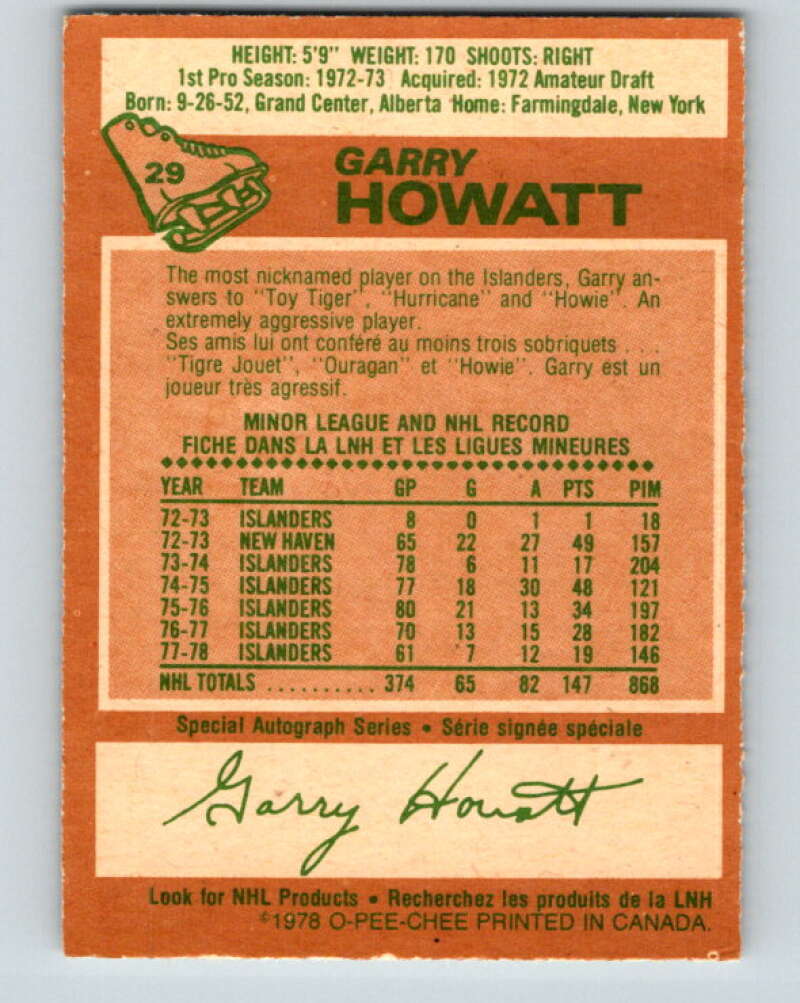 HEIGHT: 5'9" WEIGHT: 170 SHOOTS: RIGHT
1st Pro Season: 1972-73 Acquired: 1972 Amateur Draft
Born: 9-26-52, Grand Center, Alberta Home: Farmingdale, New York
29
GARRY
HOWATT
The most nicknamed player on the Islanders, Garry an-
swers to "Toy Tiger", "Hurricane" and "Howie". An
extremely aggressive player.
Ses amis lui ont conféré au moins trois sobriquets . . .
"Tigre Jouet", "Ouragan" et "Howie". Garry est un
joueur très agressif.
MINOR LEAGUE AND NHL RECORD
FICHE DANS LA LNH ET LES LIGUES MINEURES
YEAR TEAM GP G A PTS PIM
72-73 ISLANDERS 8 0 1 1 18
72-73 NEW HAVEN 65 22 27 49 157
73-74 ISLANDERS 78 6 11 17 204
74-75 ISLANDERS 77 18 30 48 121
75-76 ISLANDERS 80 21 13 34 197
76-77 ISLANDERS 70 13 15 28 182
77-78 ISLANDERS 61 7 12 19 146
NHL TOTALS .......... 374 65 82 147 868
Special Autograph Series • Série signée spéciale
Garry Howatt
Look for NHL Products • Recherchez les produits de la LNH
©1978 O-PEE-CHEE PRINTED IN CANADA.